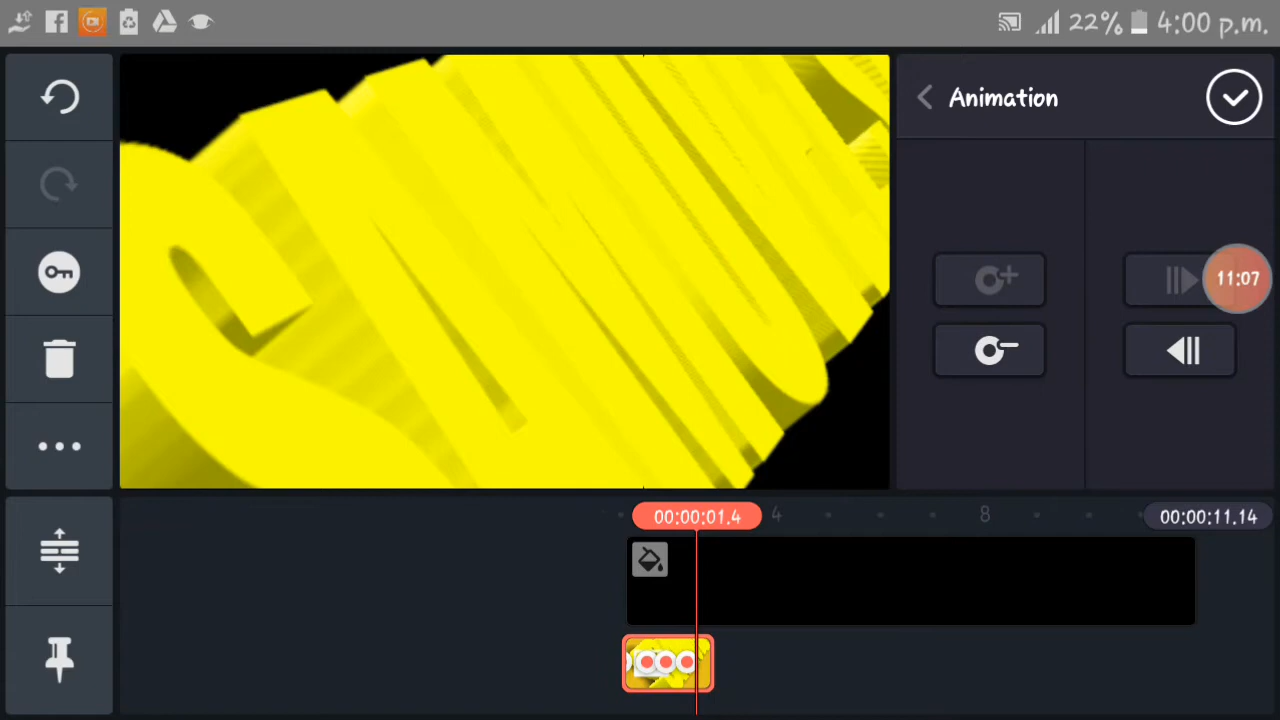 22% 4:00 p.m.
Animation
11:07
00:00:01.4 4 8 00:00:11.14